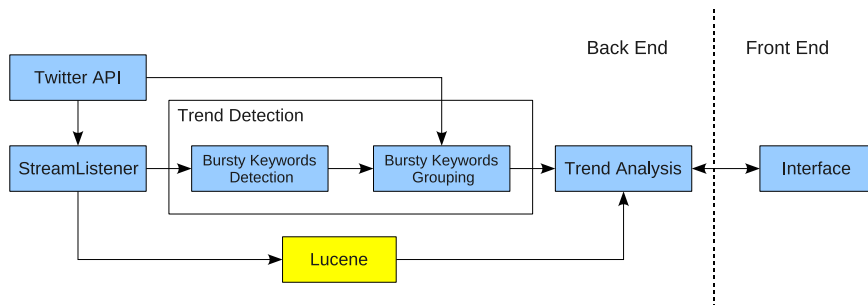 Back End
Front End
Twitter API
Trend Detection
StreamListener
Bursty Keywords
Detection
Bursty Keywords
Grouping
Trend Analysis
Interface
Lucene